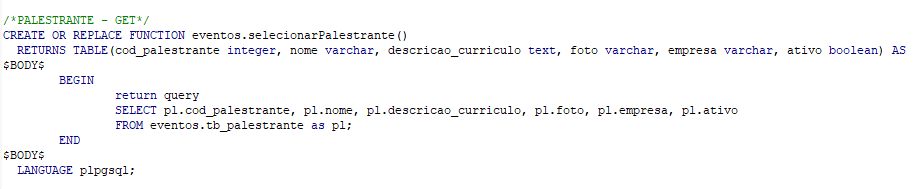 /*PALESTRANTE - GET*/
CREATE OR REPLACE FUNCTION eventos.selecionarPalestrante()
  RETURNS TABLE(cod_palestrante integer, nome varchar, descricao_curriculo text, foto varchar, empresa varchar, ativo boolean) AS
$BODY$
        BEGIN
                return query
                SELECT pl.cod_palestrante, pl.nome, pl.descricao_curriculo, pl.foto, pl.empresa, pl.ativo
                FROM eventos.tb_palestrante as pl;
        END
$BODY$
  LANGUAGE plpgsql;